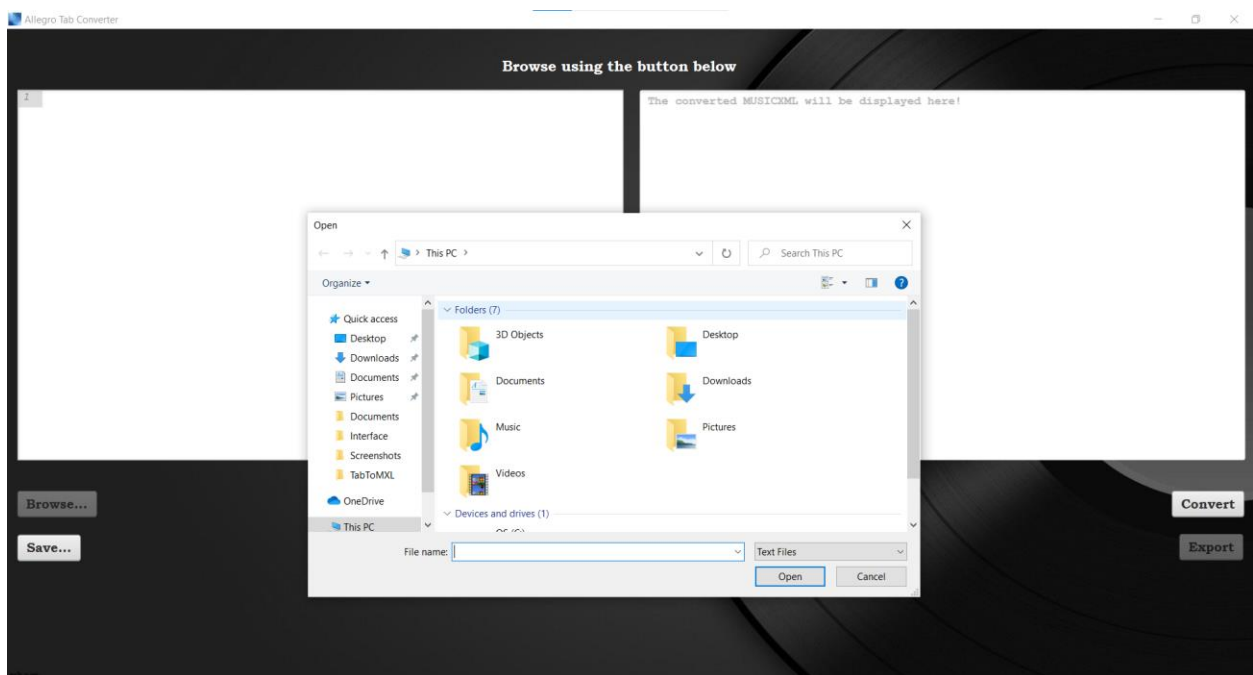 Allegro Tab Converter
Browse using the button below
1
The converted MUSICXML will be displayed here!
Open
This PC
Search This PC
Organize
Quick access
Desktop
Downloads
Documents
Pictures
Documents
Interface
Screenshots
TabToMXL
OneDrive
This PC
Folders (7)
3D Objects
Desktop
Documents
Downloads
Music
Pictures
Videos
Devices and drives (1)
File name:
Text Files
Open
Cancel
Browse...
Save...
Convert
Export